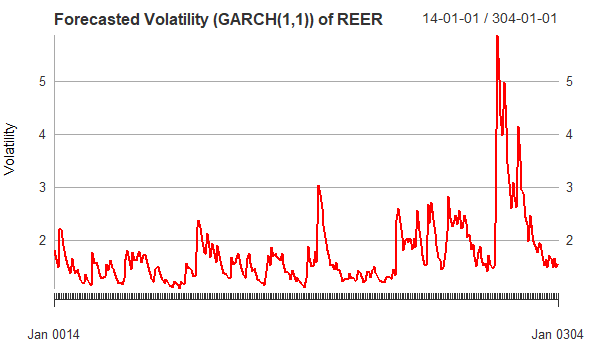 Forecasted Volatility (GARCH(1,1)) of REER 14-01-01 / 304-01-01
Volatility
5 5
4 4
3 3
2 2
Jan 0014 Jan 0304